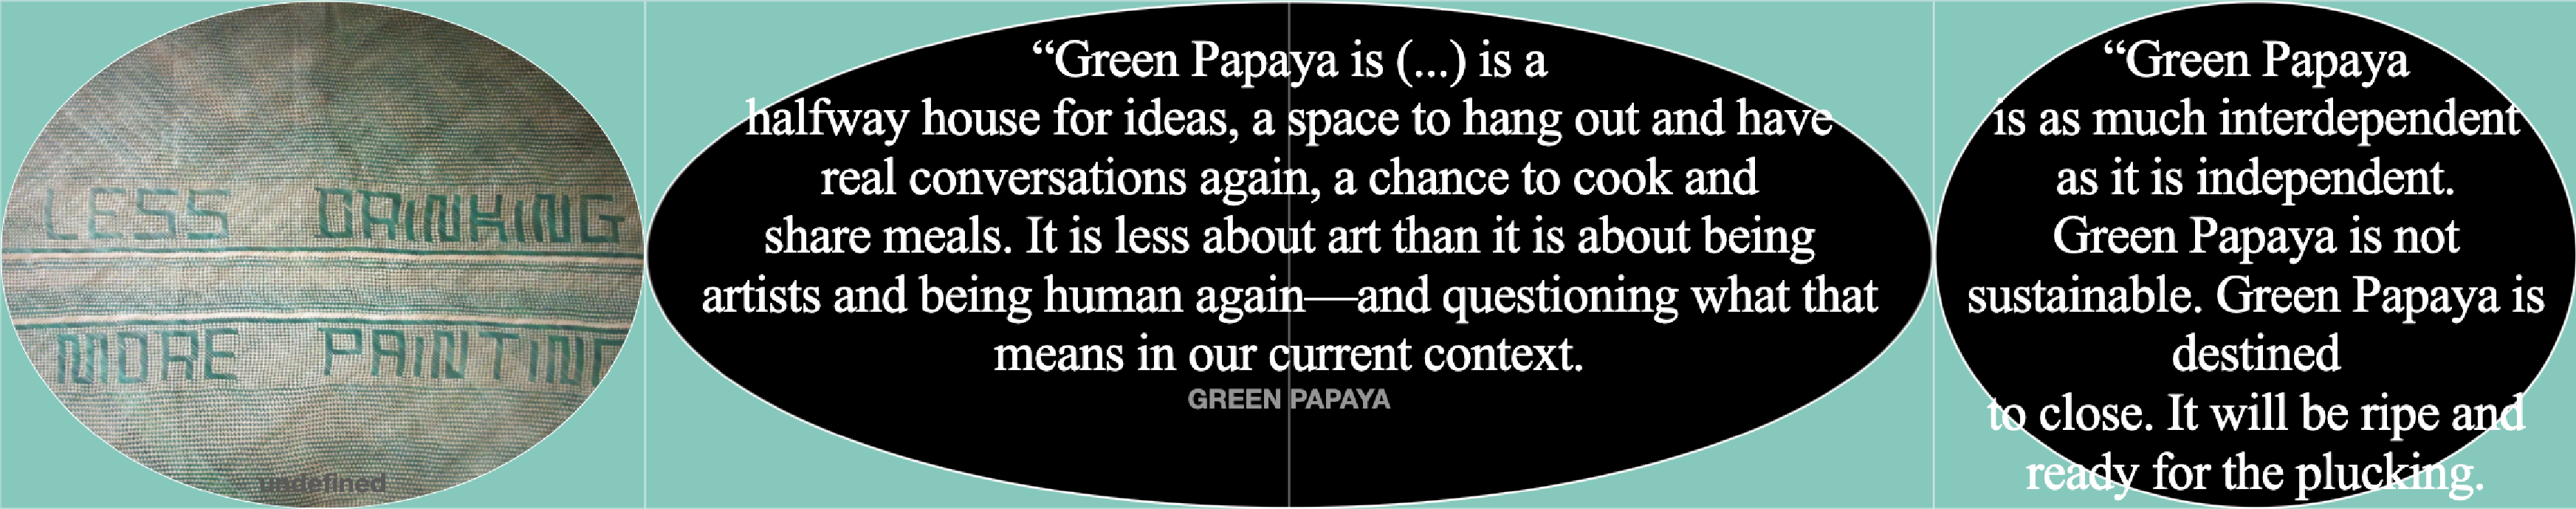 LESS DRINKING
MORE PAINTING
undefined
“Green Papaya is (...) is a
halfway house for ideas, a space to hang out and have
real conversations again, a chance to cook and
share meals. It is less about art than it is about being
artists and being human again—and questioning what that
means in our current context.
GREEN PAPAYA
“Green Papaya
is as much interdependent
as it is independent.
Green Papaya is not
sustainable. Green Papaya is
destined
to close. It will be ripe and
ready for the plucking.